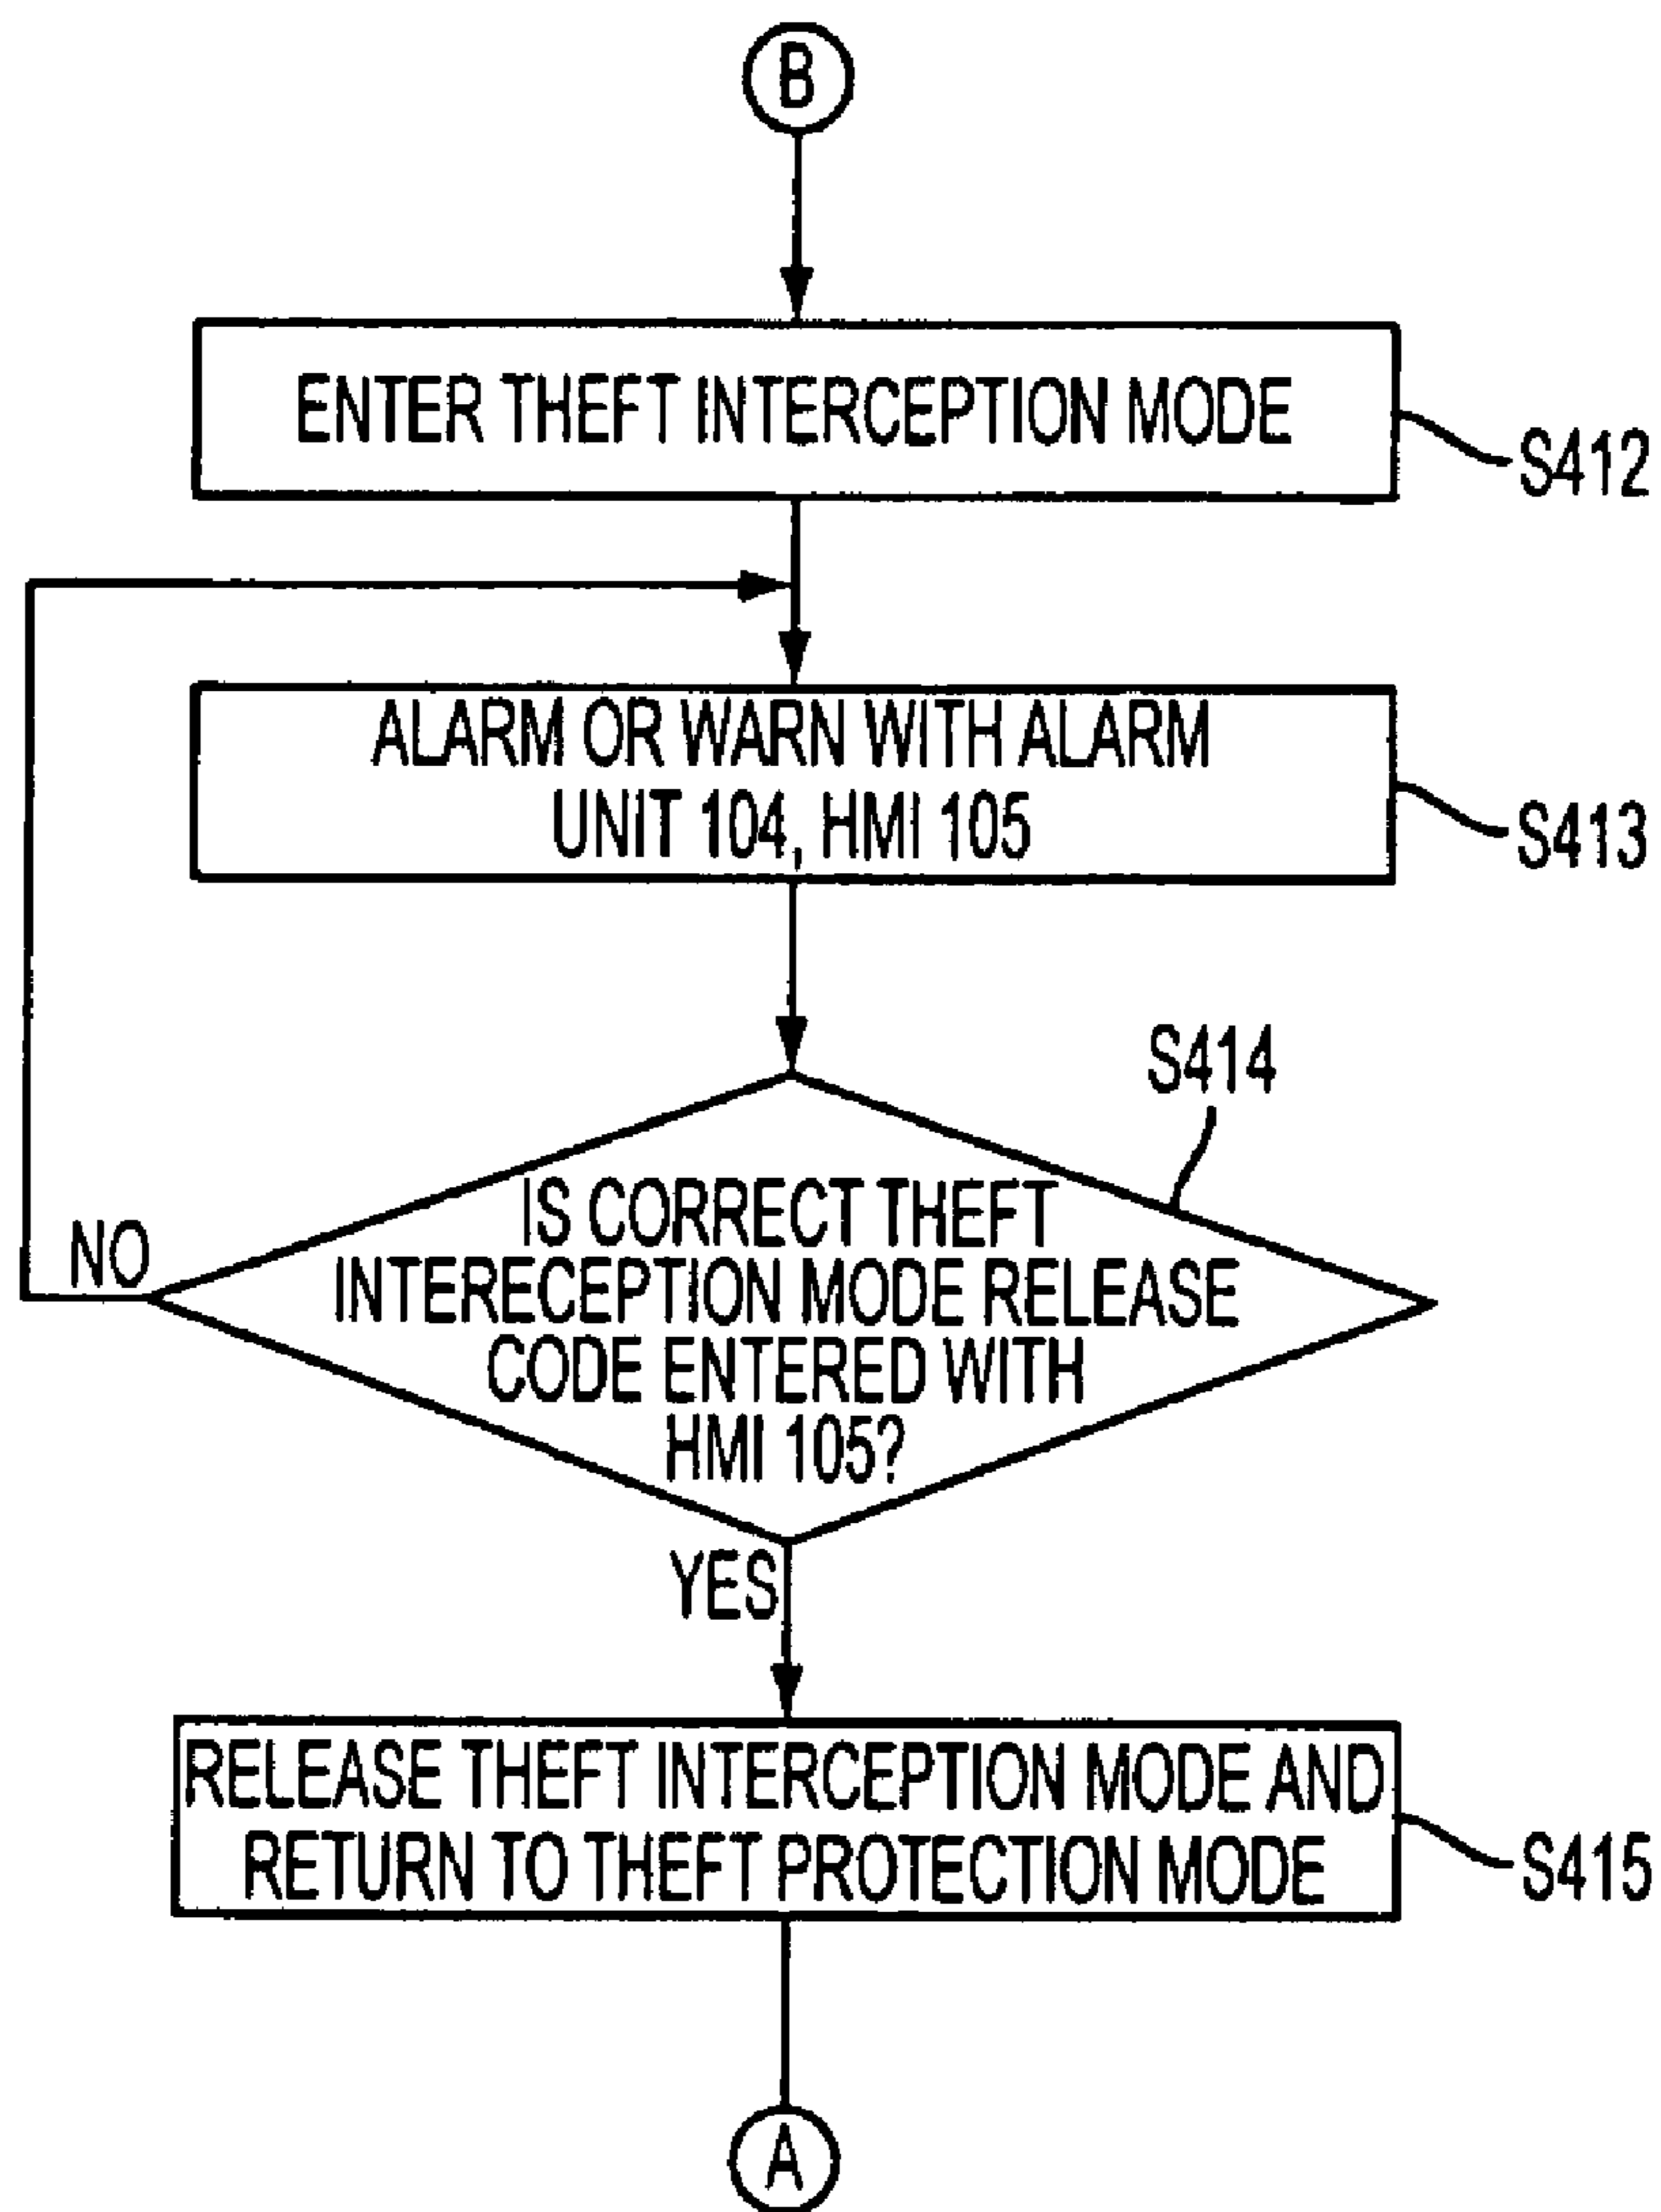 B
ENTER THEFT INTERCEPTION MODE
S412
ALARM OR WARN WITH ALARM
UNIT 104, HMI 105
S413
S414
IS CORRECT THEFT
INTERECEPTION MODE RELEASE
CODE ENTERED WITH
HMI 105?
NO
YES
RELEASE THEFT INTERCEPTION MODE AND
RETURN TO THEFT PROTECTION MODE
S415
A